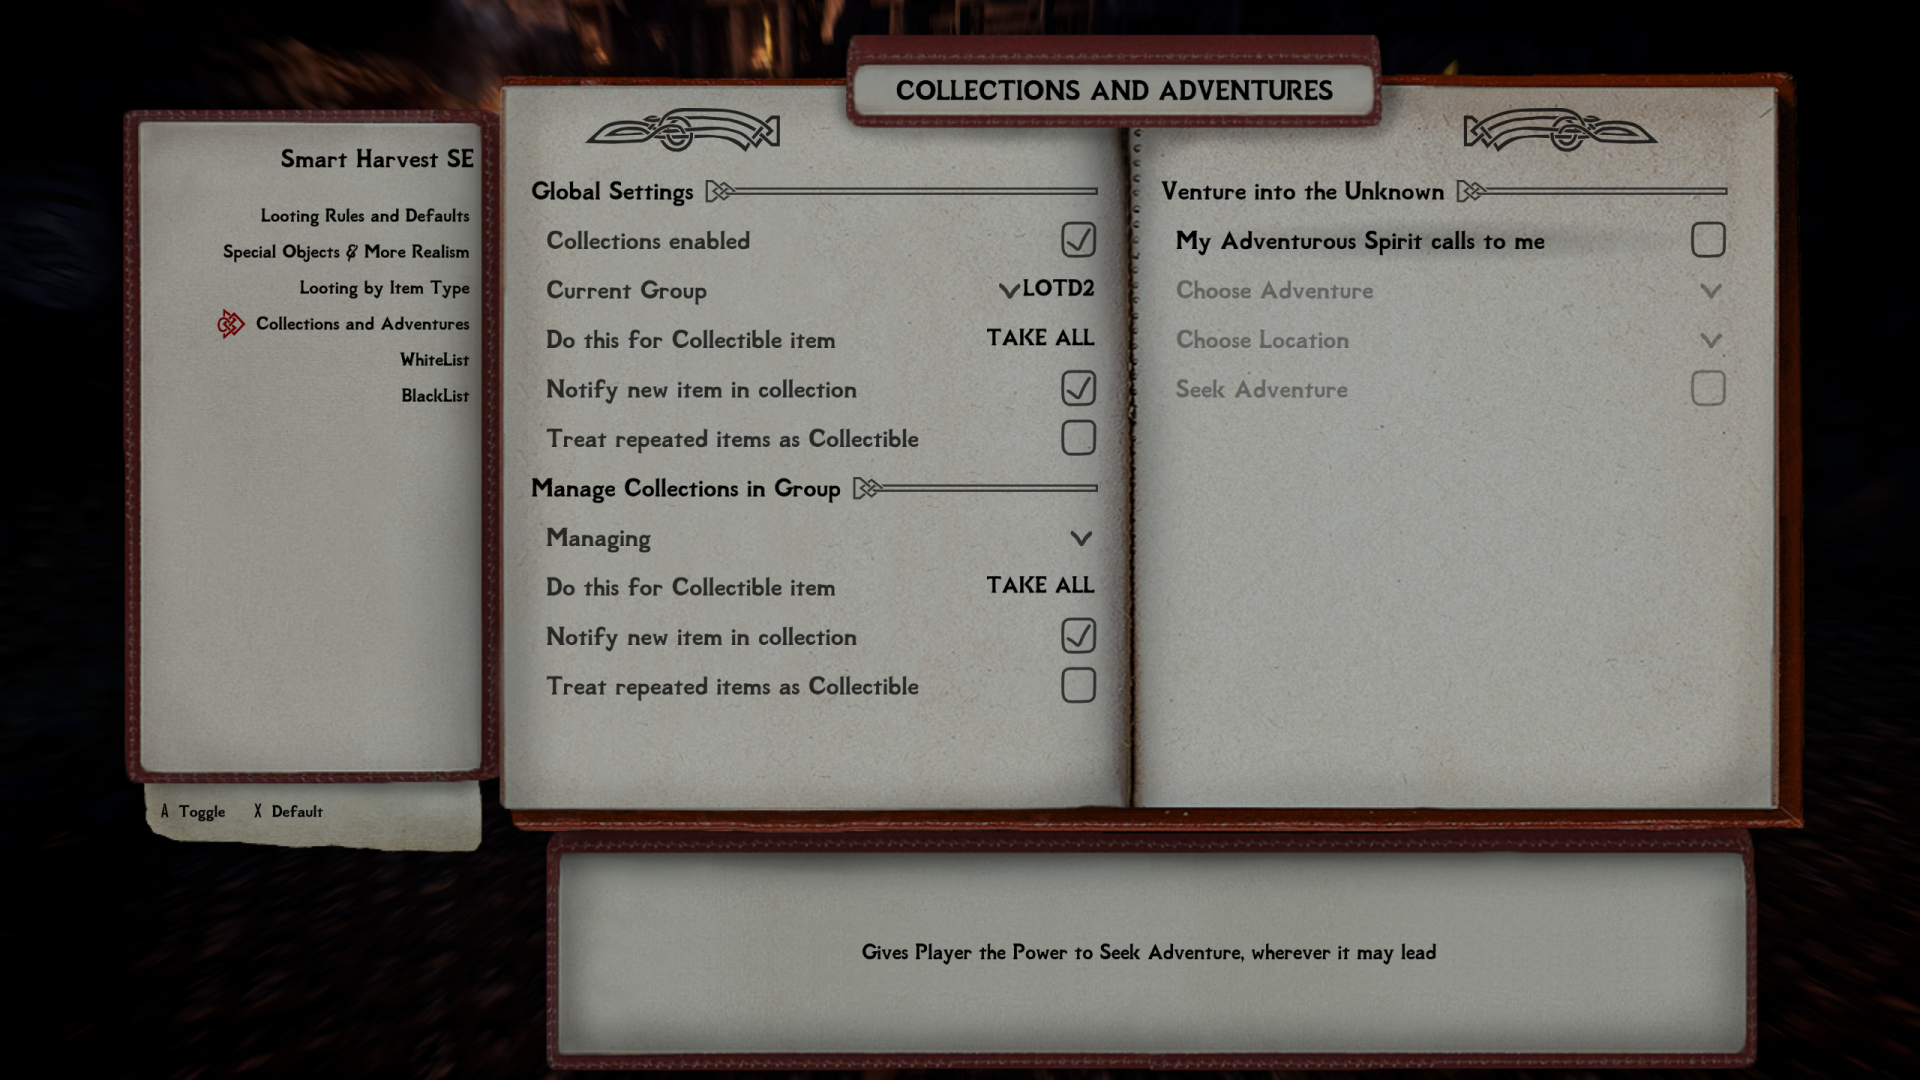 COLLECTIONS AND ADVENTURES
Smart Harvest SE
Looting Rules and Defaults
Special Objects & More Realism
Looting by Item Type
Collections and Adventures
WhiteList
BlackList
A Toggle X Default
Global Settings
Collections enabled
Current Group LOTD2
Do this for Collectible item TAKE ALL
Notify new item in collection
Treat repeated items as Collectible
Manage Collections in Group
Managing
Do this for Collectible item TAKE ALL
Notify new item in collection
Treat repeated items as Collectible
Venture into the Unknown
My Adventurous Spirit calls to me
Choose Adventure
Choose Location
Seek Adventure
Gives Player the Power to Seek Adventure, wherever it may lead